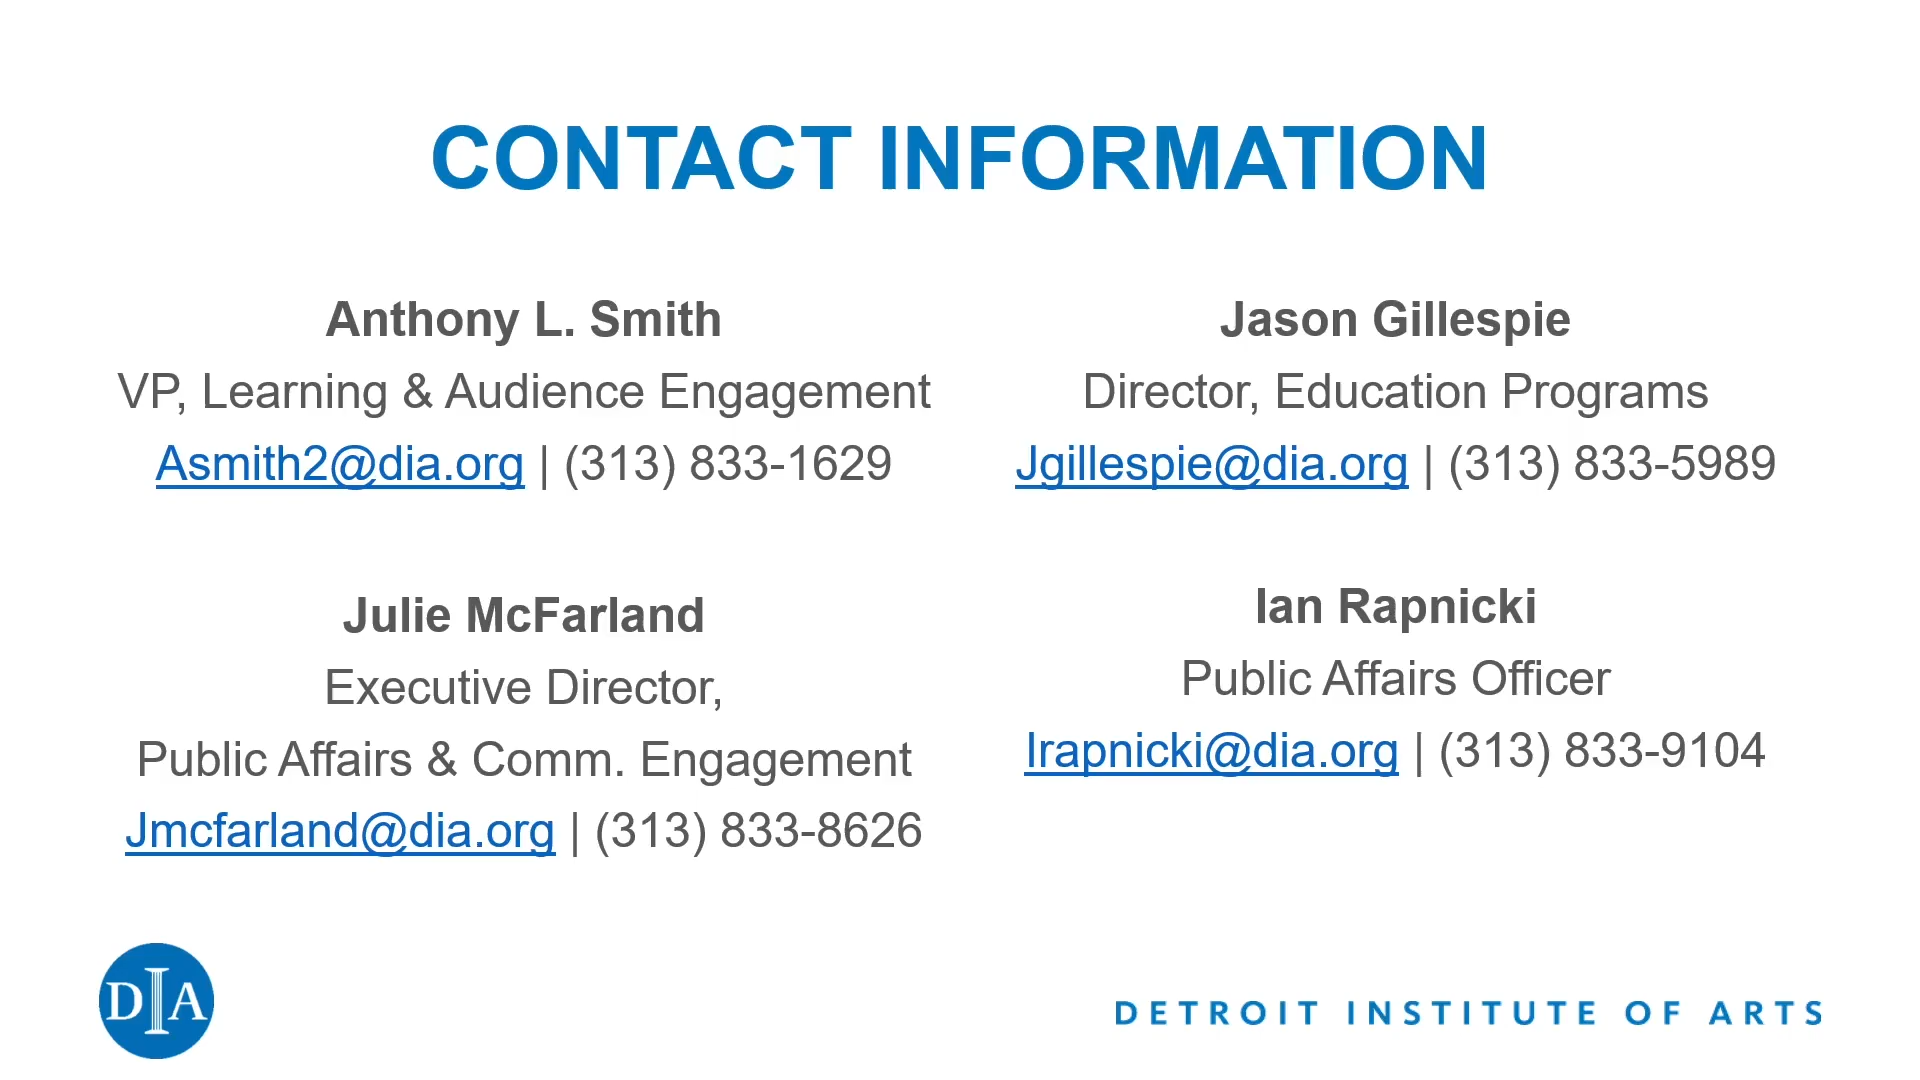 CONTACT INFORMATION
Anthony L. Smith
VP, Learning & Audience Engagement
Asmith2@dia.org | (313) 833-1629
Julie McFarland
Executive Director,
Public Affairs & Comm. Engagement
Jmcfarland@dia.org | (313) 833-8626
Jason Gillespie
Director, Education Programs
Jgillespie@dia.org | (313) 833-5989
Ian Rapnicki
Public Affairs Officer
Irapnicki@dia.org | (313) 833-9104
DIA
DETROIT INSTITUTE OF ARTS